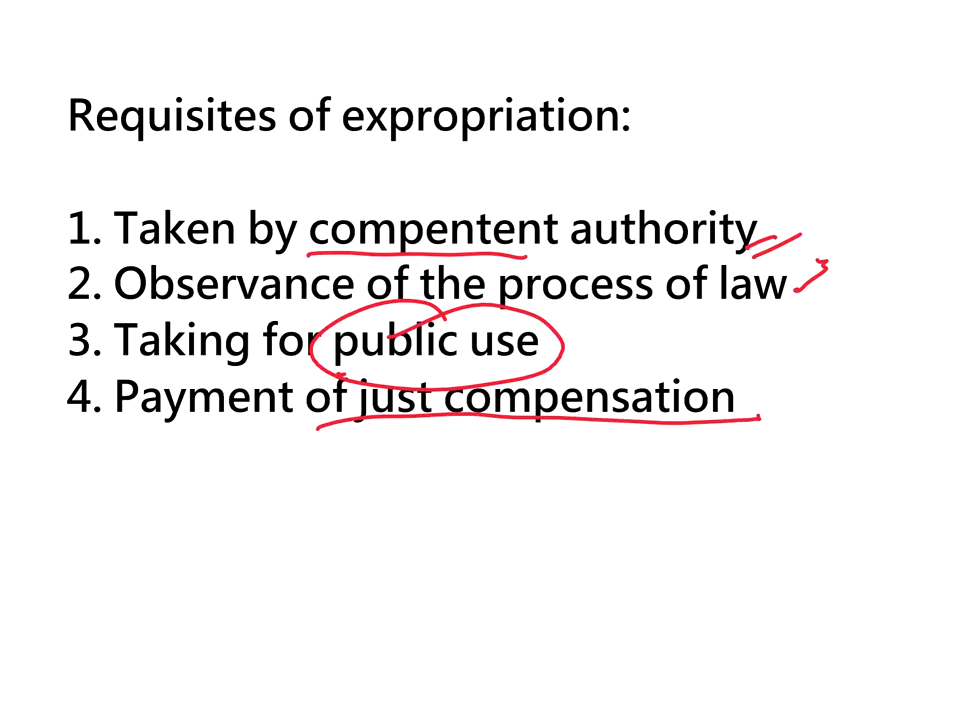 Requisites of expropriation:
1. Taken by compentent authority
2. Observance of the process of law
3. Taking for public use
4. Payment of just compensation